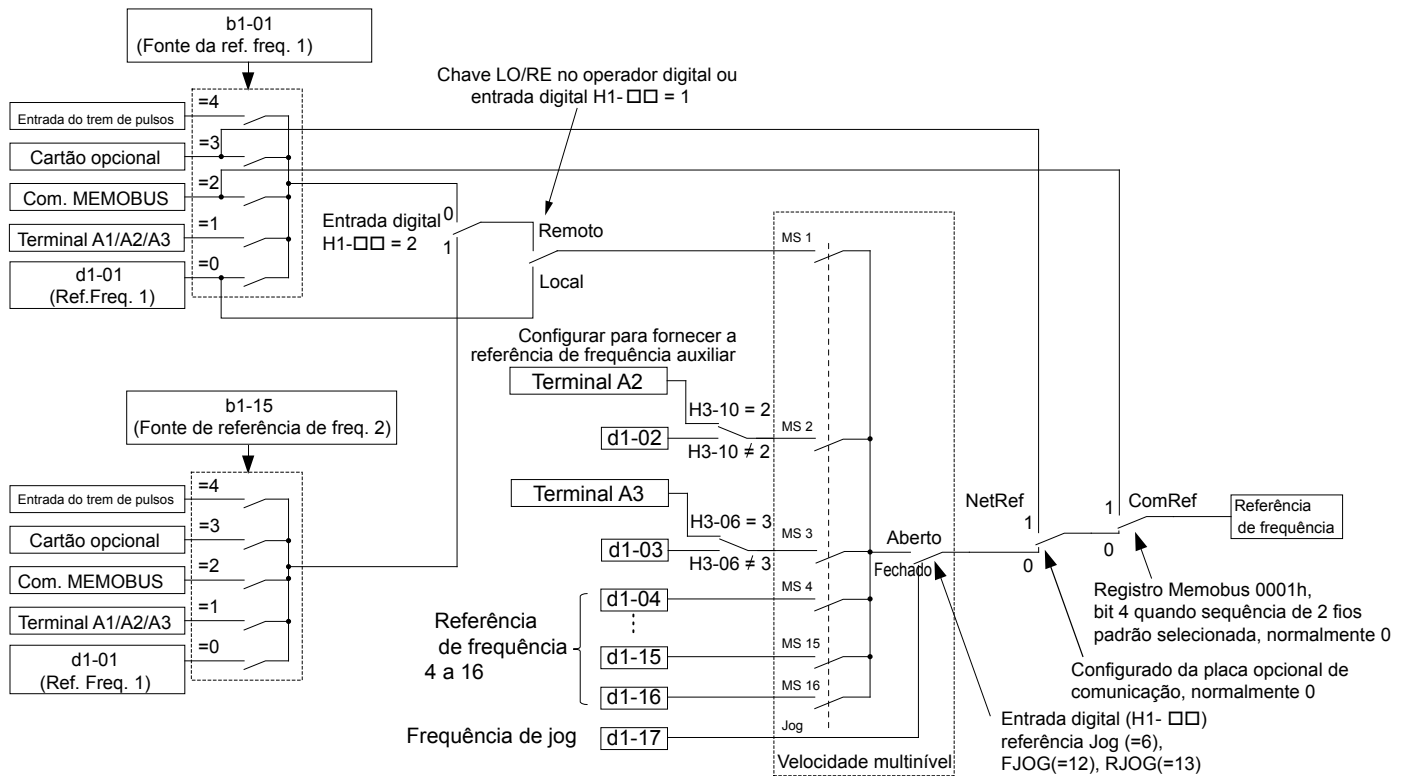 b1-01
(Fonte da ref. freq. 1)
Chave LO/RE no operador digital ou
entrada digital H1- □□ = 1
Entrada do trem de pulsos
=4
Cartão opcional
=3
Com. MEMOBUS
=2
Terminal A1/A2/A3
=1
d1-01
(Ref.Freq. 1)
=0
Entrada digital
H1-□□ = 2
0
1
Remoto
Local
MS 1
Configurar para fornecer a
referência de frequência auxiliar
Terminal A2
H3-10 = 2
d1-02
H3-10 ≠ 2
MS 2
b1-15
(Fonte de referência de freq. 2)
Entrada do trem de pulsos
=4
Cartão opcional
=3
Com. MEMOBUS
=2
Terminal A1/A2/A3
=1
d1-01
(Ref. Freq. 1)
=0
Terminal A3
H3-06 = 3
d1-03
H3-06 ≠ 3
MS 3
Referência
de frequência
4 a 16
d1-04
MS 4
d1-15
MS 15
d1-16
MS 16
Frequência de jog
d1-17
Jog
Velocidade multinível
Aberto
Fechado
NetRef
1
0
ComRef
1
0
Referência
de frequência
Registro Memobus 0001h,
bit 4 quando sequência de 2 fios
padrão selecionada, normalmente 0
Configurado da placa opcional de
comunicação, normalmente 0
Entrada digital (H1- □□)
referência Jog (=6),
FJOG(=12), RJOG(=13)